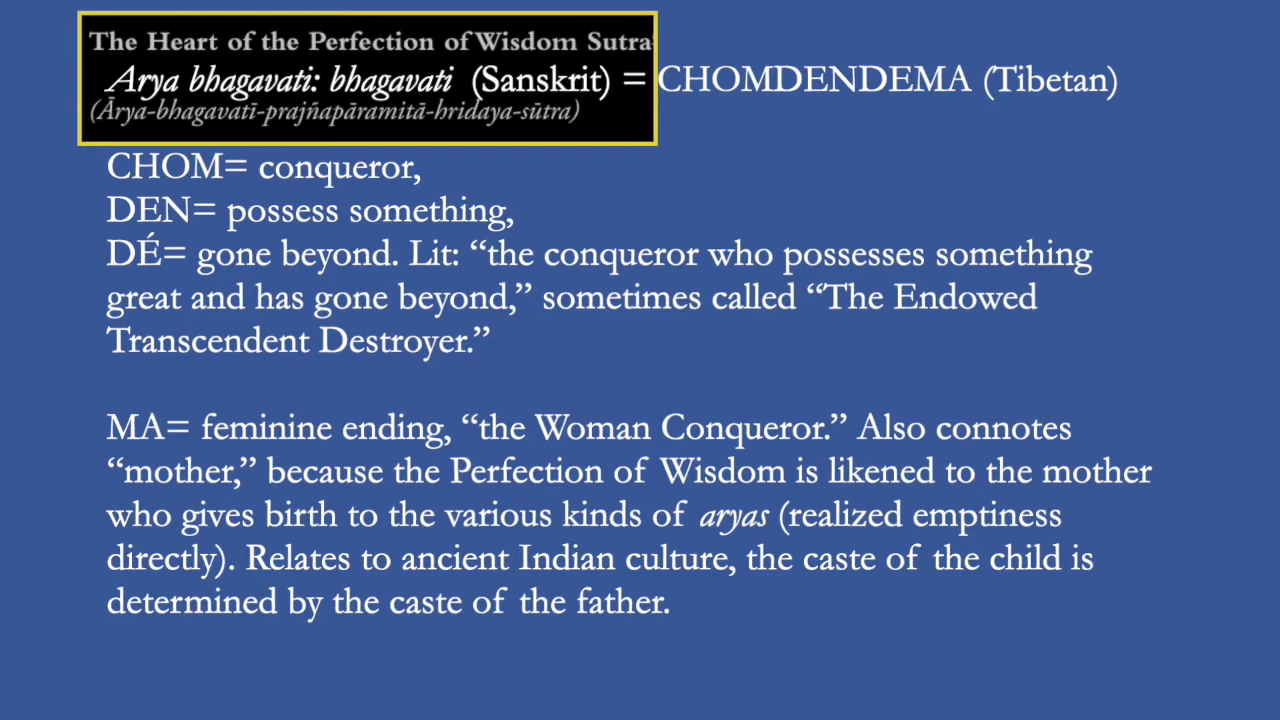 The Heart of the Perfection of Wisdom Sutra
Arya bhagavati: bhagavati (Sanskrit) = CHOMDENDEMA (Tibetan)
(Ārya-bhagavatī-prajñapāramitā-hridaya-sūtra)
CHOM= conqueror,
DEN= possess something,
DÉ= gone beyond. Lit: “the conqueror who possesses something
great and has gone beyond,” sometimes called “The Endowed
Transcendent Destroyer.”
MA= feminine ending, “the Woman Conqueror.” Also connotes
“mother,” because the Perfection of Wisdom is likened to the mother
who gives birth to the various kinds of aryas (realized emptiness
directly). Relates to ancient Indian culture, the caste of the child is
determined by the caste of the father.